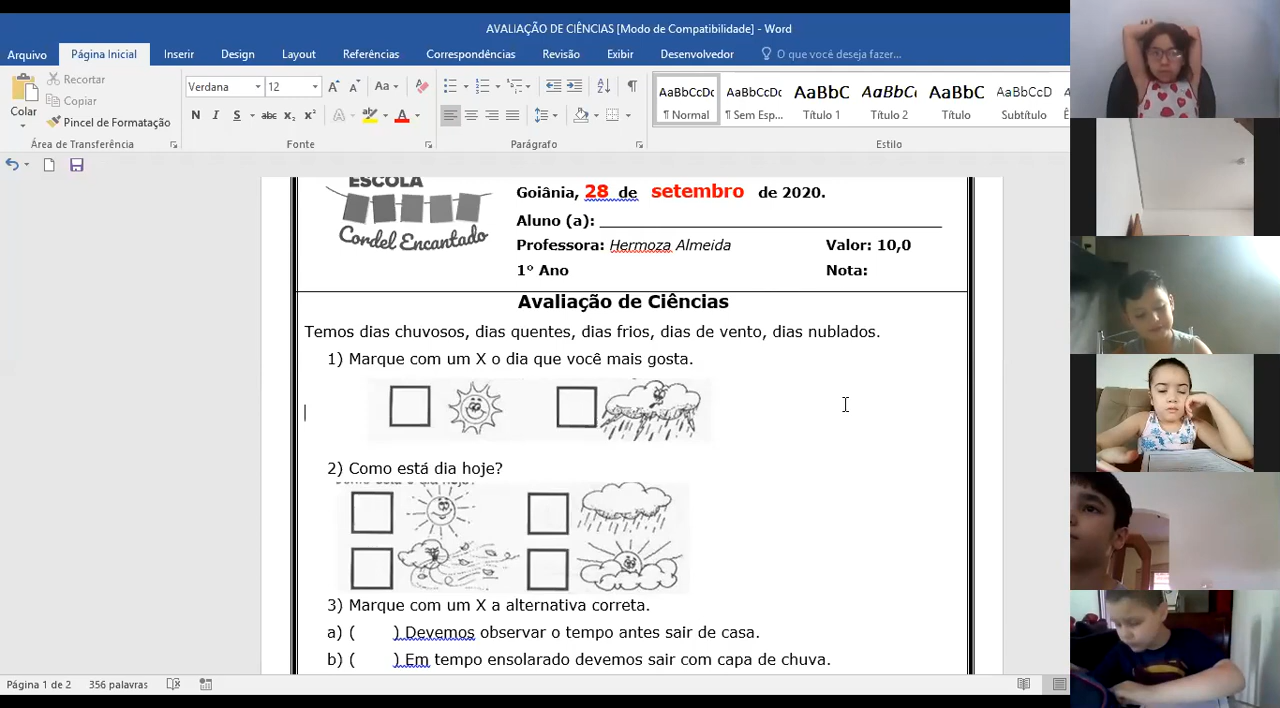 AVALIAÇÃO DE CIÊNCIAS [Modo de Compatibilidade] - Word
Arquivo Página Inicial Inserir Design Layout Referências Correspondências Revisão Exibir Desenvolvedor O que você deseja fazer...
Colar
Recortar
Copiar
Pincel de Formatação
Verdana 12
N I S abc x₂ x²
AaBbCcDc AaBbCcDc AaBbC AaBbCc AaBbC AaBbCcD
¶ Normal ¶ Sem Esp... Título 1 Título 2 Título Subtítulo
Área de Transferência Fonte Parágrafo Estilo
ESCOLA
Cordel Encantado
Goiânia, 28 de setembro de 2020.
Aluno (a):
Professora: Hermoza Almeida Valor: 10,0
1° Ano Nota:
Avaliação de Ciências
Temos dias chuvosos, dias quentes, dias frios, dias de vento, dias nublados.
1) Marque com um X o dia que você mais gosta.
2) Como está dia hoje?
3) Marque com um X a alternativa correta.
a) ( ) Devemos observar o tempo antes sair de casa.
b) ( ) Em tempo ensolarado devemos sair com capa de chuva.
Página 1 de 2 356 palavras